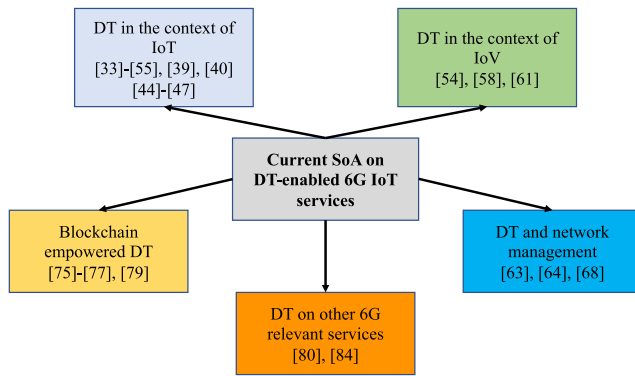 DT in the context of
IoT
[33]-[55], [39], [40]
[44]-[47]
DT in the context of
IoV
[54], [58], [61]
Current SoA on
DT-enabled 6G IoT
services
Blockchain
empowered DT
[75]-[77], [79]
DT and network
management
[63], [64], [68]
DT on other 6G
relevant services
[80], [84]